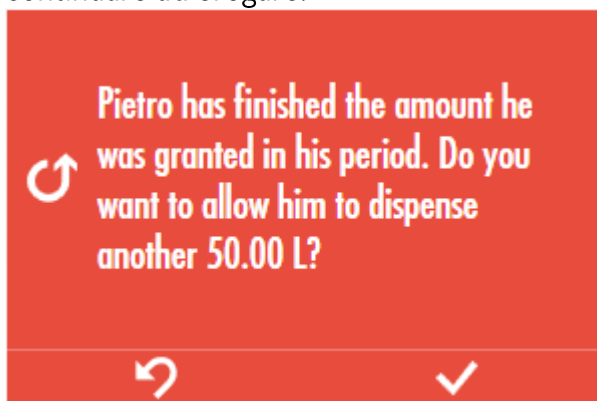 Pietro has finished the amount he
was granted in his period. Do you
want to allow him to dispense
another 50.00 L?